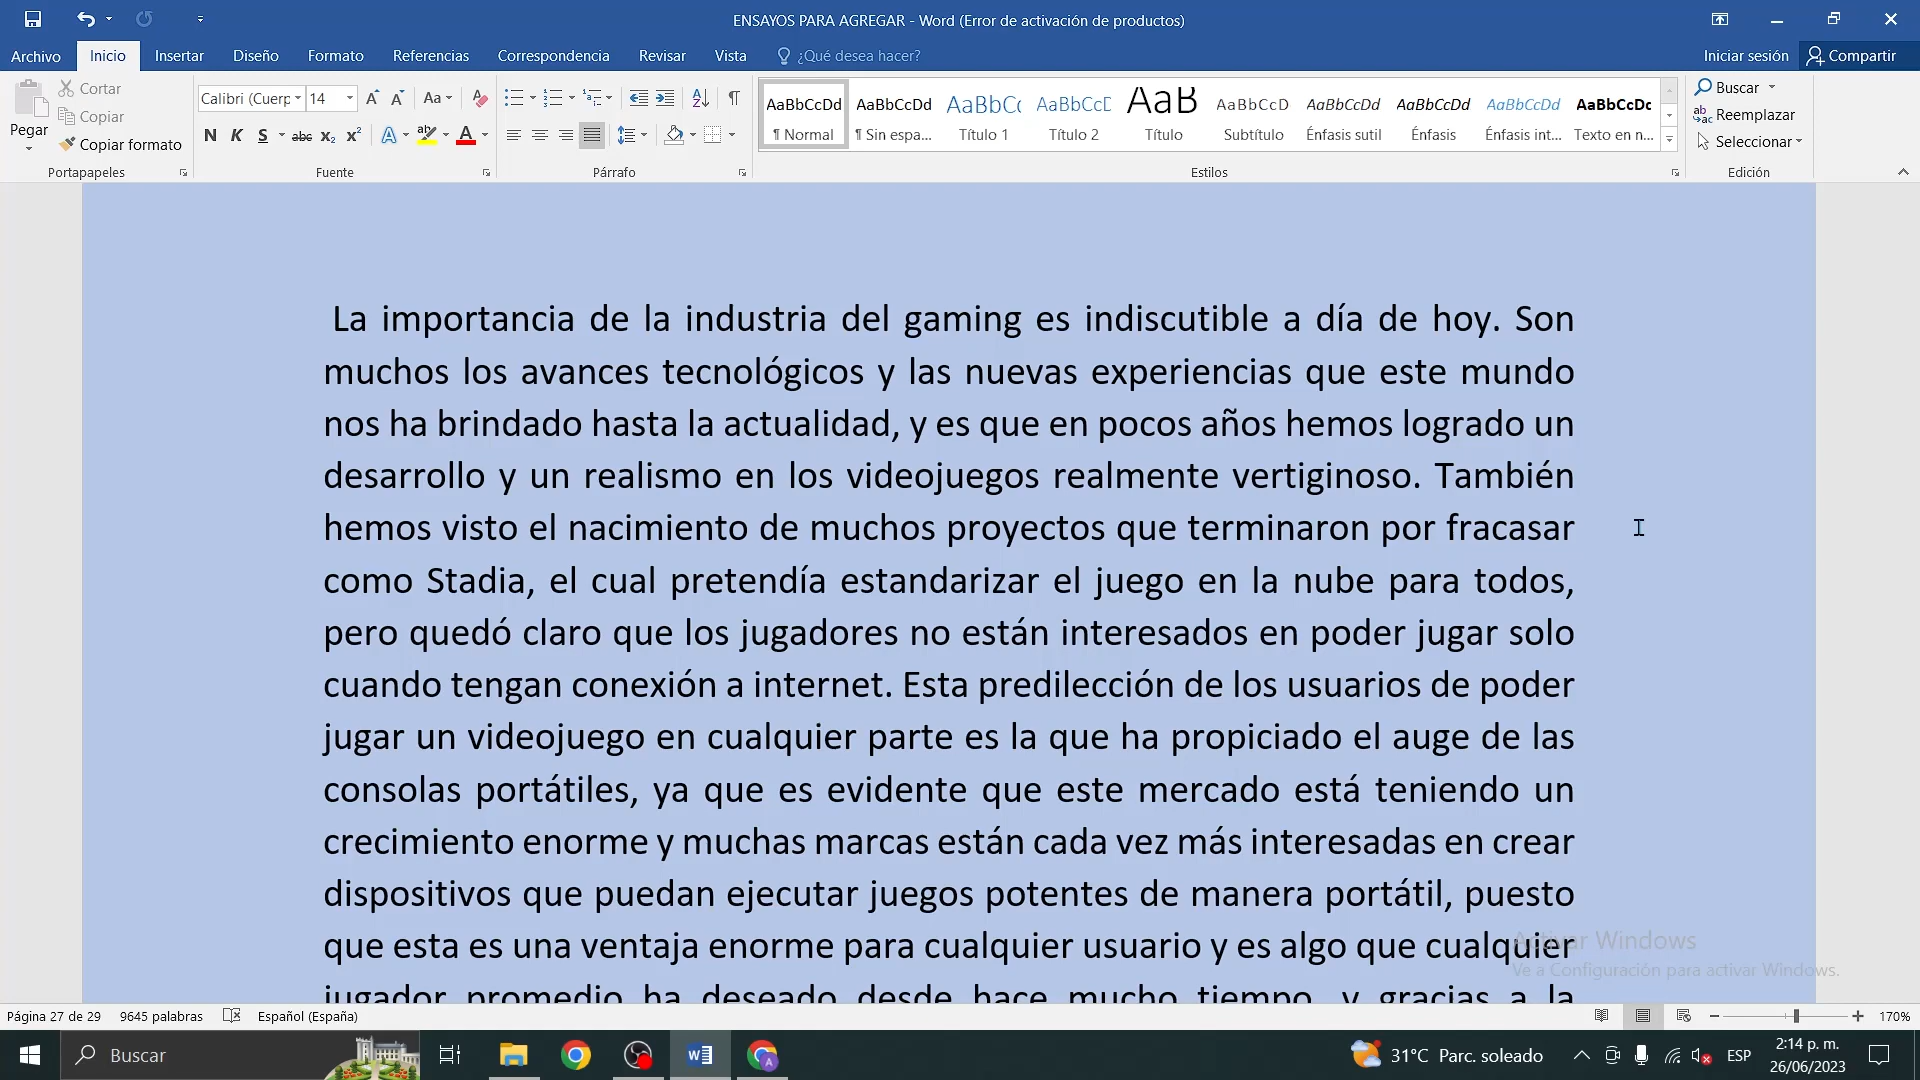 ENSAYOS PARA AGREGAR - Word (Error de activación de productos)
Archivo Inicio Insertar Diseño Formato Referencias Correspondencia Revisar Vista ¿Qué desea hacer? Iniciar sesión Compartir
Pegar
Cortar
Copiar
Copiar formato
Portapapeles
Calibri (Cuerp 14
Fuente
Párrafo
AaBbCcDd AaBbCcDd AaBbC AaBbCcD AaB AaBbCcD AaBbCcDd AaBbCcDd AaBbCcDd AaBbCcDc
¶ Normal ¶ Sin espa... Título 1 Título 2 Título Subtítulo Énfasis sutil Énfasis Énfasis int... Texto en n...
Estilos
Buscar
Reemplazar
Seleccionar
Edición
La importancia de la industria del gaming es indiscutible a día de hoy. Son
muchos los avances tecnológicos y las nuevas experiencias que este mundo
nos ha brindado hasta la actualidad, y es que en pocos años hemos logrado un
desarrollo y un realismo en los videojuegos realmente vertiginoso. También
hemos visto el nacimiento de muchos proyectos que terminaron por fracasar
como Stadia, el cual pretendía estandarizar el juego en la nube para todos,
pero quedó claro que los jugadores no están interesados en poder jugar solo
cuando tengan conexión a internet. Esta predilección de los usuarios de poder
jugar un videojuego en cualquier parte es la que ha propiciado el auge de las
consolas portátiles, ya que es evidente que este mercado está teniendo un
crecimiento enorme y muchas marcas están cada vez más interesadas en crear
dispositivos que puedan ejecutar juegos potentes de manera portátil, puesto
que esta es una ventaja enorme para cualquier usuario y es algo que cualquier
jugador promedio ha deseado desde hace mucho tiempo, y gracias a la
Activar Windows
Ve a Configuración para activar Windows.
Página 27 de 29 9645 palabras Español (España) 170%
Buscar
31°C Parc. soleado
ESP
2:14 p. m.
26/06/2023